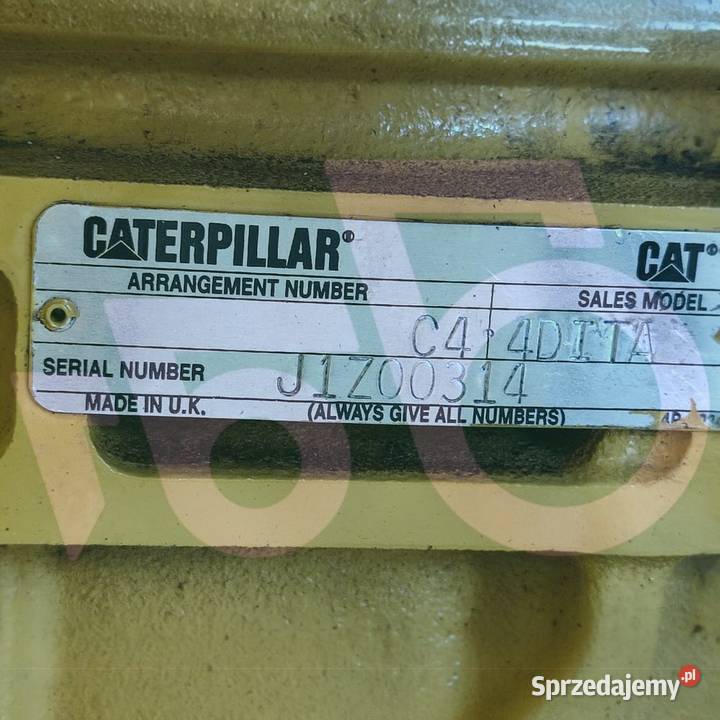 CATERPILLAR® CAT®
ARRANGEMENT NUMBER SALES MODEL
C4.4DITA
SERIAL NUMBER J1Z00314
MADE IN U.K. (ALWAYS GIVE ALL NUMBERS)
Sprzedajemy.pl